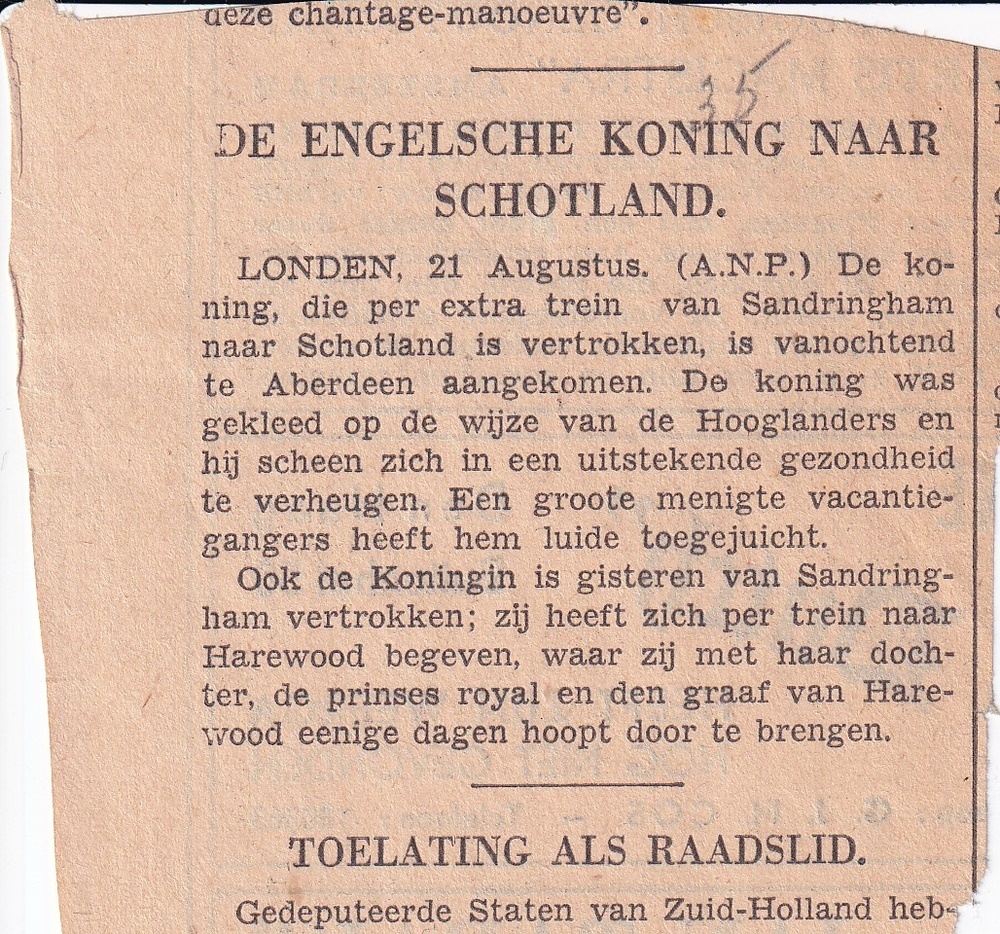 deze chantage-manoeuvre".
35
DE ENGELSCHE KONING NAAR
SCHOTLAND.
LONDEN, 21 Augustus. (A.N.P.) De ko-
ning, die per extra trein van Sandringham
naar Schotland is vertrokken, is vanochtend
te Aberdeen aangekomen. De koning was
gekleed op de wijze van de Hooglanders en
hij scheen zich in een uitstekende gezondheid
te verheugen. Een groote menigte vacantie-
gangers heeft hem luide toegejuicht.
Ook de Koningin is gisteren van Sandring-
ham vertrokken; zij heeft zich per trein naar
Harewood begeven, waar zij met haar doch-
ter, de prinses royal en den graaf van Hare-
wood eenige dagen hoopt door te brengen.
TOELATING ALS RAADSLID.
Gedeputeerde Staten van Zuid-Holland heb-